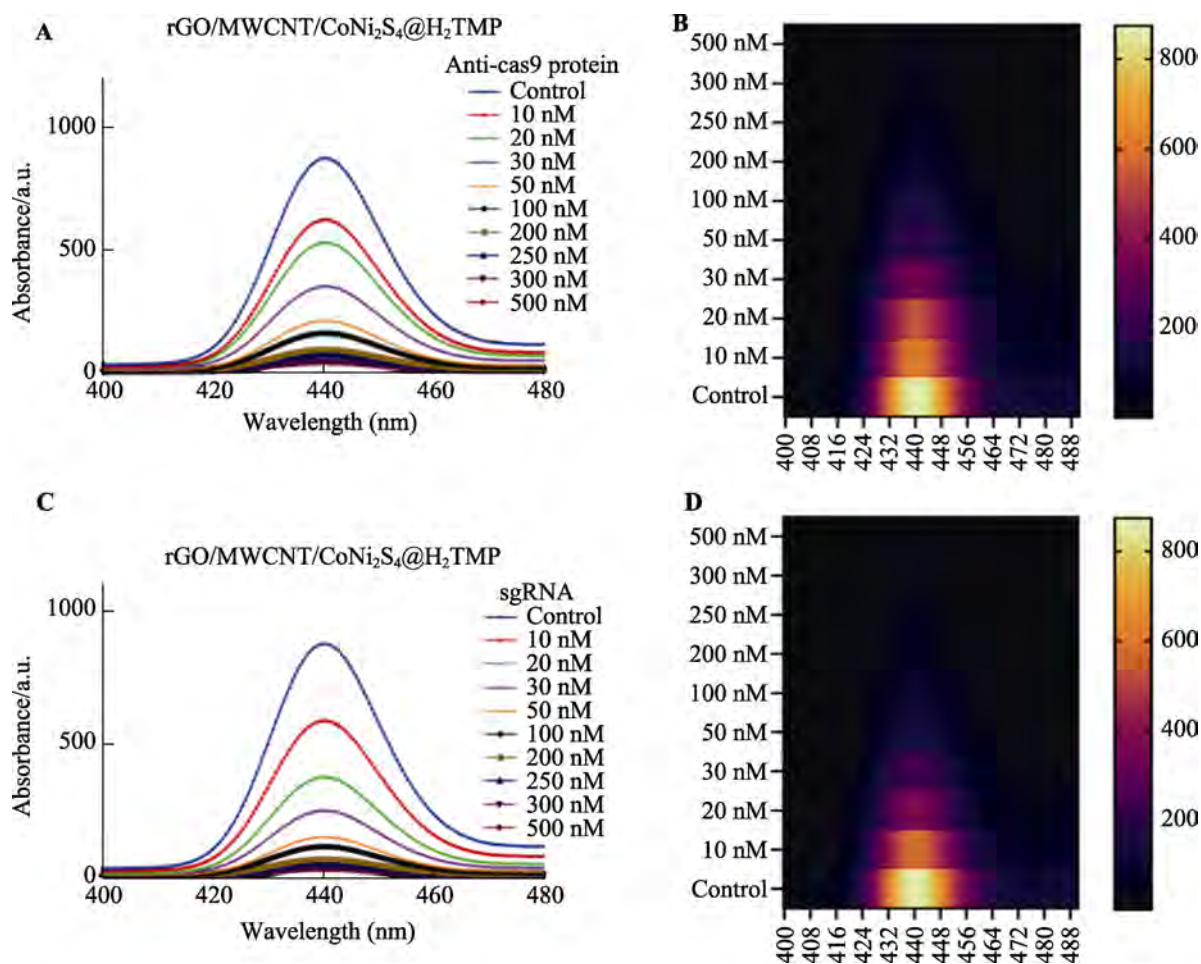 A
rGO/MWCNT/CoNi₂S₄@H₂TMP
Anti-cas9 protein
Control
10 nM
20 nM
30 nM
50 nM
100 nM
200 nM
250 nM
300 nM
500 nM
1000
500
0
Absorbance/a.u.
400 420 440 460 480
Wavelength (nm)
B
500 nM
300 nM
250 nM
200 nM
100 nM
50 nM
30 nM
20 nM
10 nM
Control
400 408 416 424 432 440 448 456 464 472 480 488
800
600
400
200
C
rGO/MWCNT/CoNi₂S₄@H₂TMP
sgRNA
Control
10 nM
20 nM
30 nM
50 nM
100 nM
200 nM
250 nM
300 nM
500 nM
1000
500
0
Absorbance/a.u.
400 420 440 460 480
Wavelength (nm)
D
500 nM
300 nM
250 nM
200 nM
100 nM
50 nM
30 nM
20 nM
10 nM
Control
400 408 416 424 432 440 448 456 464 472 480 488
800
600
400
200